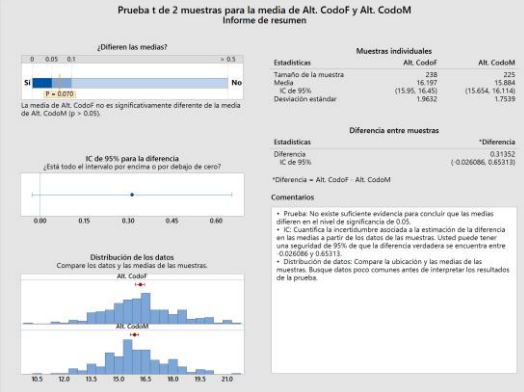 Prueba t de 2 muestras para la media de Alt. CodoF y Alt. CodoM
Informe de resumen
¿Difieren las medias?
0 0.05 0.1 > 0.5
Sí No
P = 0.070
La media de Alt. CodoF no es significativamente diferente de la media
de Alt. CodoM (p > 0.05).
IC de 95% para la diferencia
¿Está todo el intervalo por encima o por debajo de cero?
0.00 0.15 0.30 0.45 0.60
Distribución de los datos
Compare los datos y las medias de las muestras.
Alt. CodoF
Alt. CodoM
10.5 12.0 13.5 15.0 16.5 18.0 19.5 21.0
Muestras individuales
Estadísticas Alt. CodoF Alt. CodoM
Tamaño de la muestra 238 225
Media 16.197 15.884
IC de 95% (15.95, 16.45) (15.654, 16.114)
Desviación estándar 1.9632 1.7539
Diferencia entre muestras
Estadísticas *Diferencia
Diferencia 0.31352
IC de 95% (-0.026086, 0.65313)
*Diferencia = Alt. CodoF - Alt. CodoM
Comentarios
• Prueba: No existe suficiente evidencia para concluir que las medias
difieren en el nivel de significancia de 0.05.
• IC: Cuantifica la incertidumbre asociada a la estimación de la diferencia
en las medias a partir de los datos de las muestras. Usted puede tener
una seguridad de 95% de que la diferencia verdadera se encuentra entre
-0.026086 y 0.65313.
• Distribución de datos: Compare la ubicación y las medias de las
muestras. Busque datos poco comunes antes de interpretar los resultados
de la prueba.